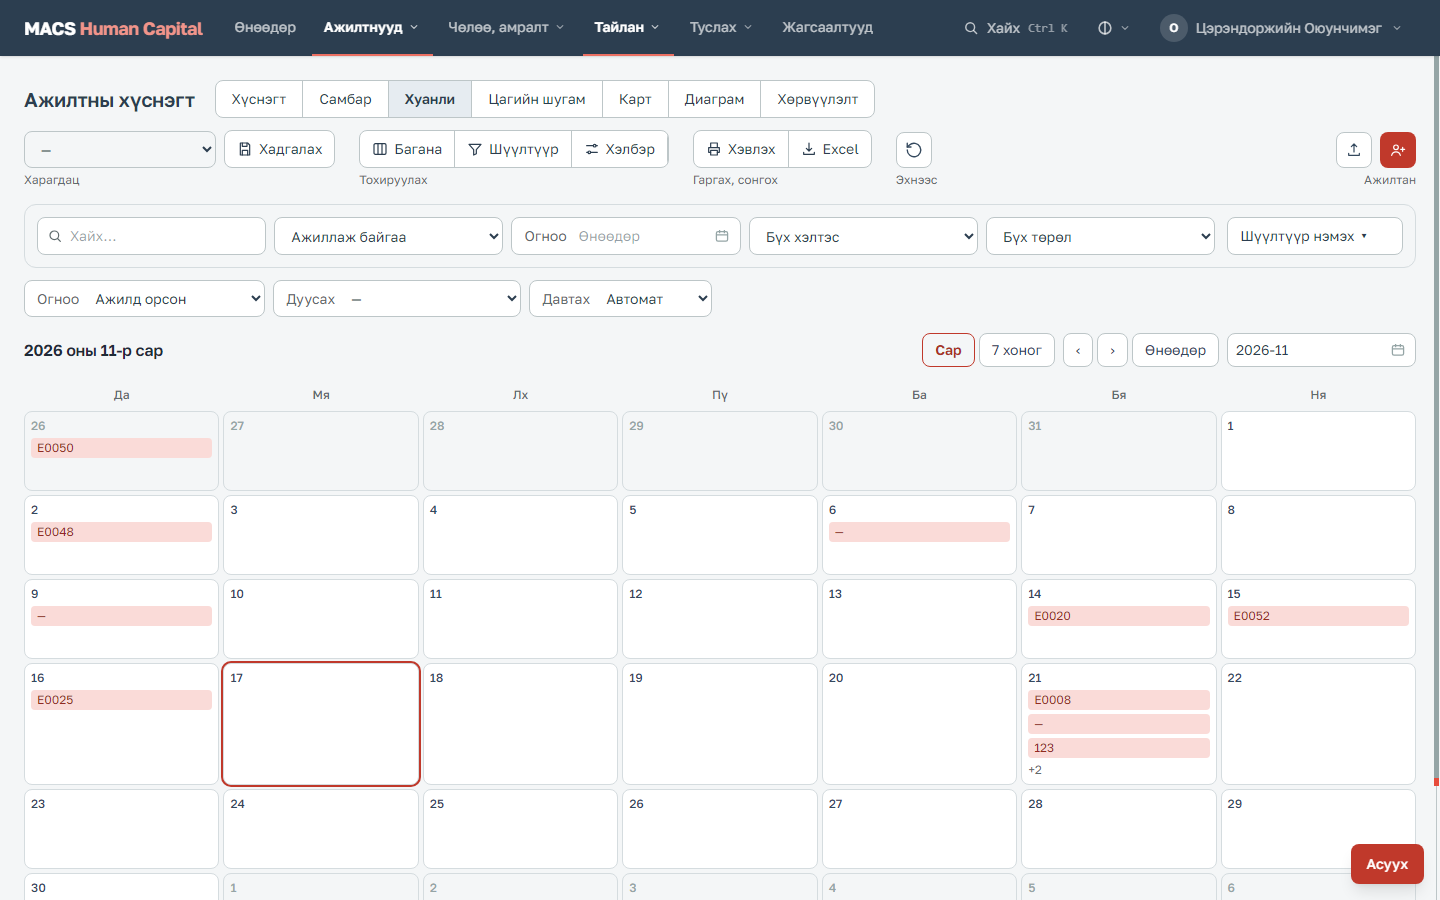 MACS Human Capital Өнөөдөр Ажилтнууд Чөлөө, амралт Тайлан Туслах Жагсаалтууд Хайх Ctrl K О Цэрэндоржийн Оюунчимэг
Ажилтны хүснэгт Хүснэгт Самбар Хуанли Цагийн шугам Карт Диаграм Хөрвүүлэлт
— Хадгалах Багана Шүүлтүүр Хэлбэр Хэвлэх Excel
Харагдац Тохируулах Гаргах, сонгох Эхнээс Ажилтан
Хайх... Ажиллаж байгаа Огноо Өнөөдөр Бүх хэлтэс Бүх төрөл Шүүлтүүр нэмэх ▾
Огноо Ажилд орсон Дуусах — Давтах Автомат
2026 оны 11-р сар Сар 7 хоног ‹ › Өнөөдөр 2026-11
Да Мя Лх Пү Ба Бя Ня
26 27 28 29 30 31 1
E0050
2 3 4 5 6 7 8
E0048 —
9 10 11 12 13 14 15
— E0020 E0052
16 17 18 19 20 21 22
E0025 E0008
—
123
+2
23 24 25 26 27 28 29
Асуух
30 1 2 3 4 5 6